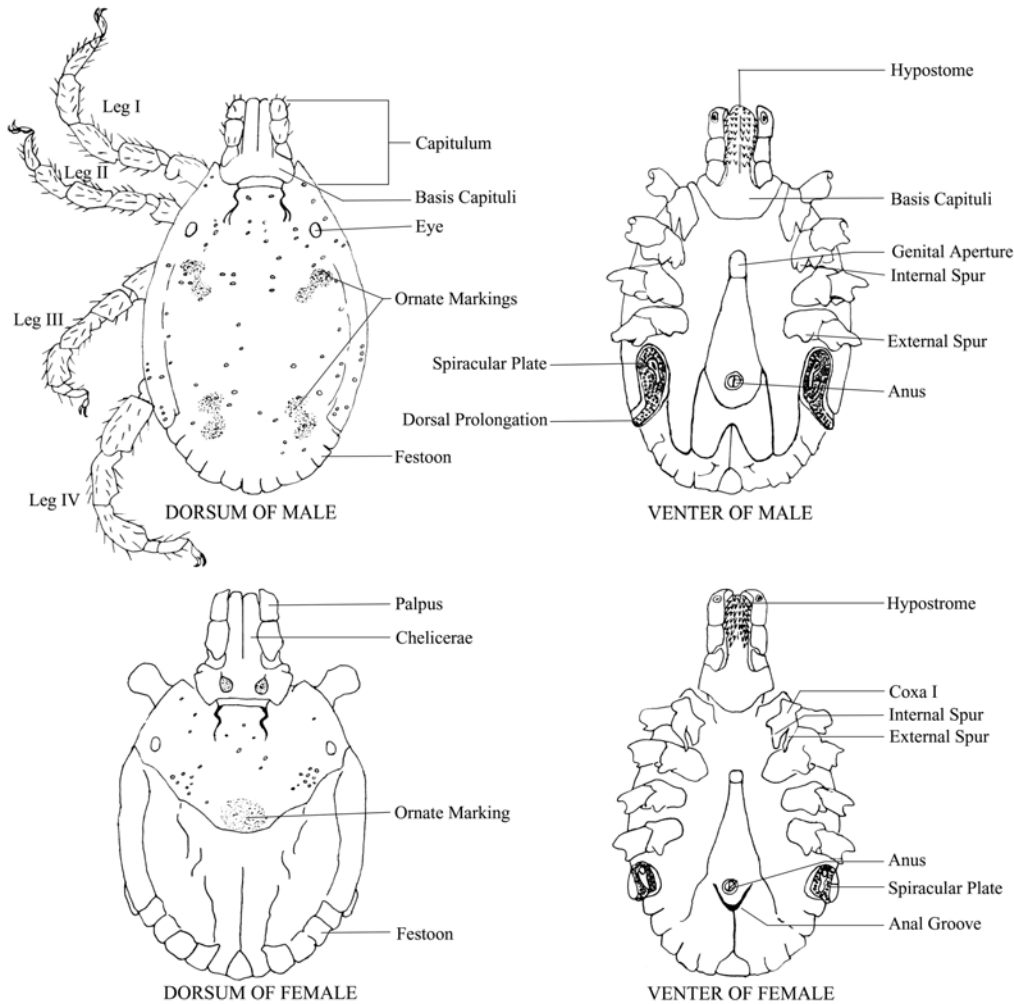 Leg I
Leg II
Leg III
Leg IV
Capitulum
Basis Capituli
Eye
Ornate Markings
Festoon
DORSUM OF MALE
Hypostome
Basis Capituli
Genital Aperture
Internal Spur
External Spur
Spiracular Plate
Anus
Dorsal Prolongation
VENTER OF MALE
Palpus
Chelicerae
Ornate Marking
Festoon
DORSUM OF FEMALE
Hypostrome
Coxa I
Internal Spur
External Spur
Anus
Spiracular Plate
Anal Groove
VENTER OF FEMALE